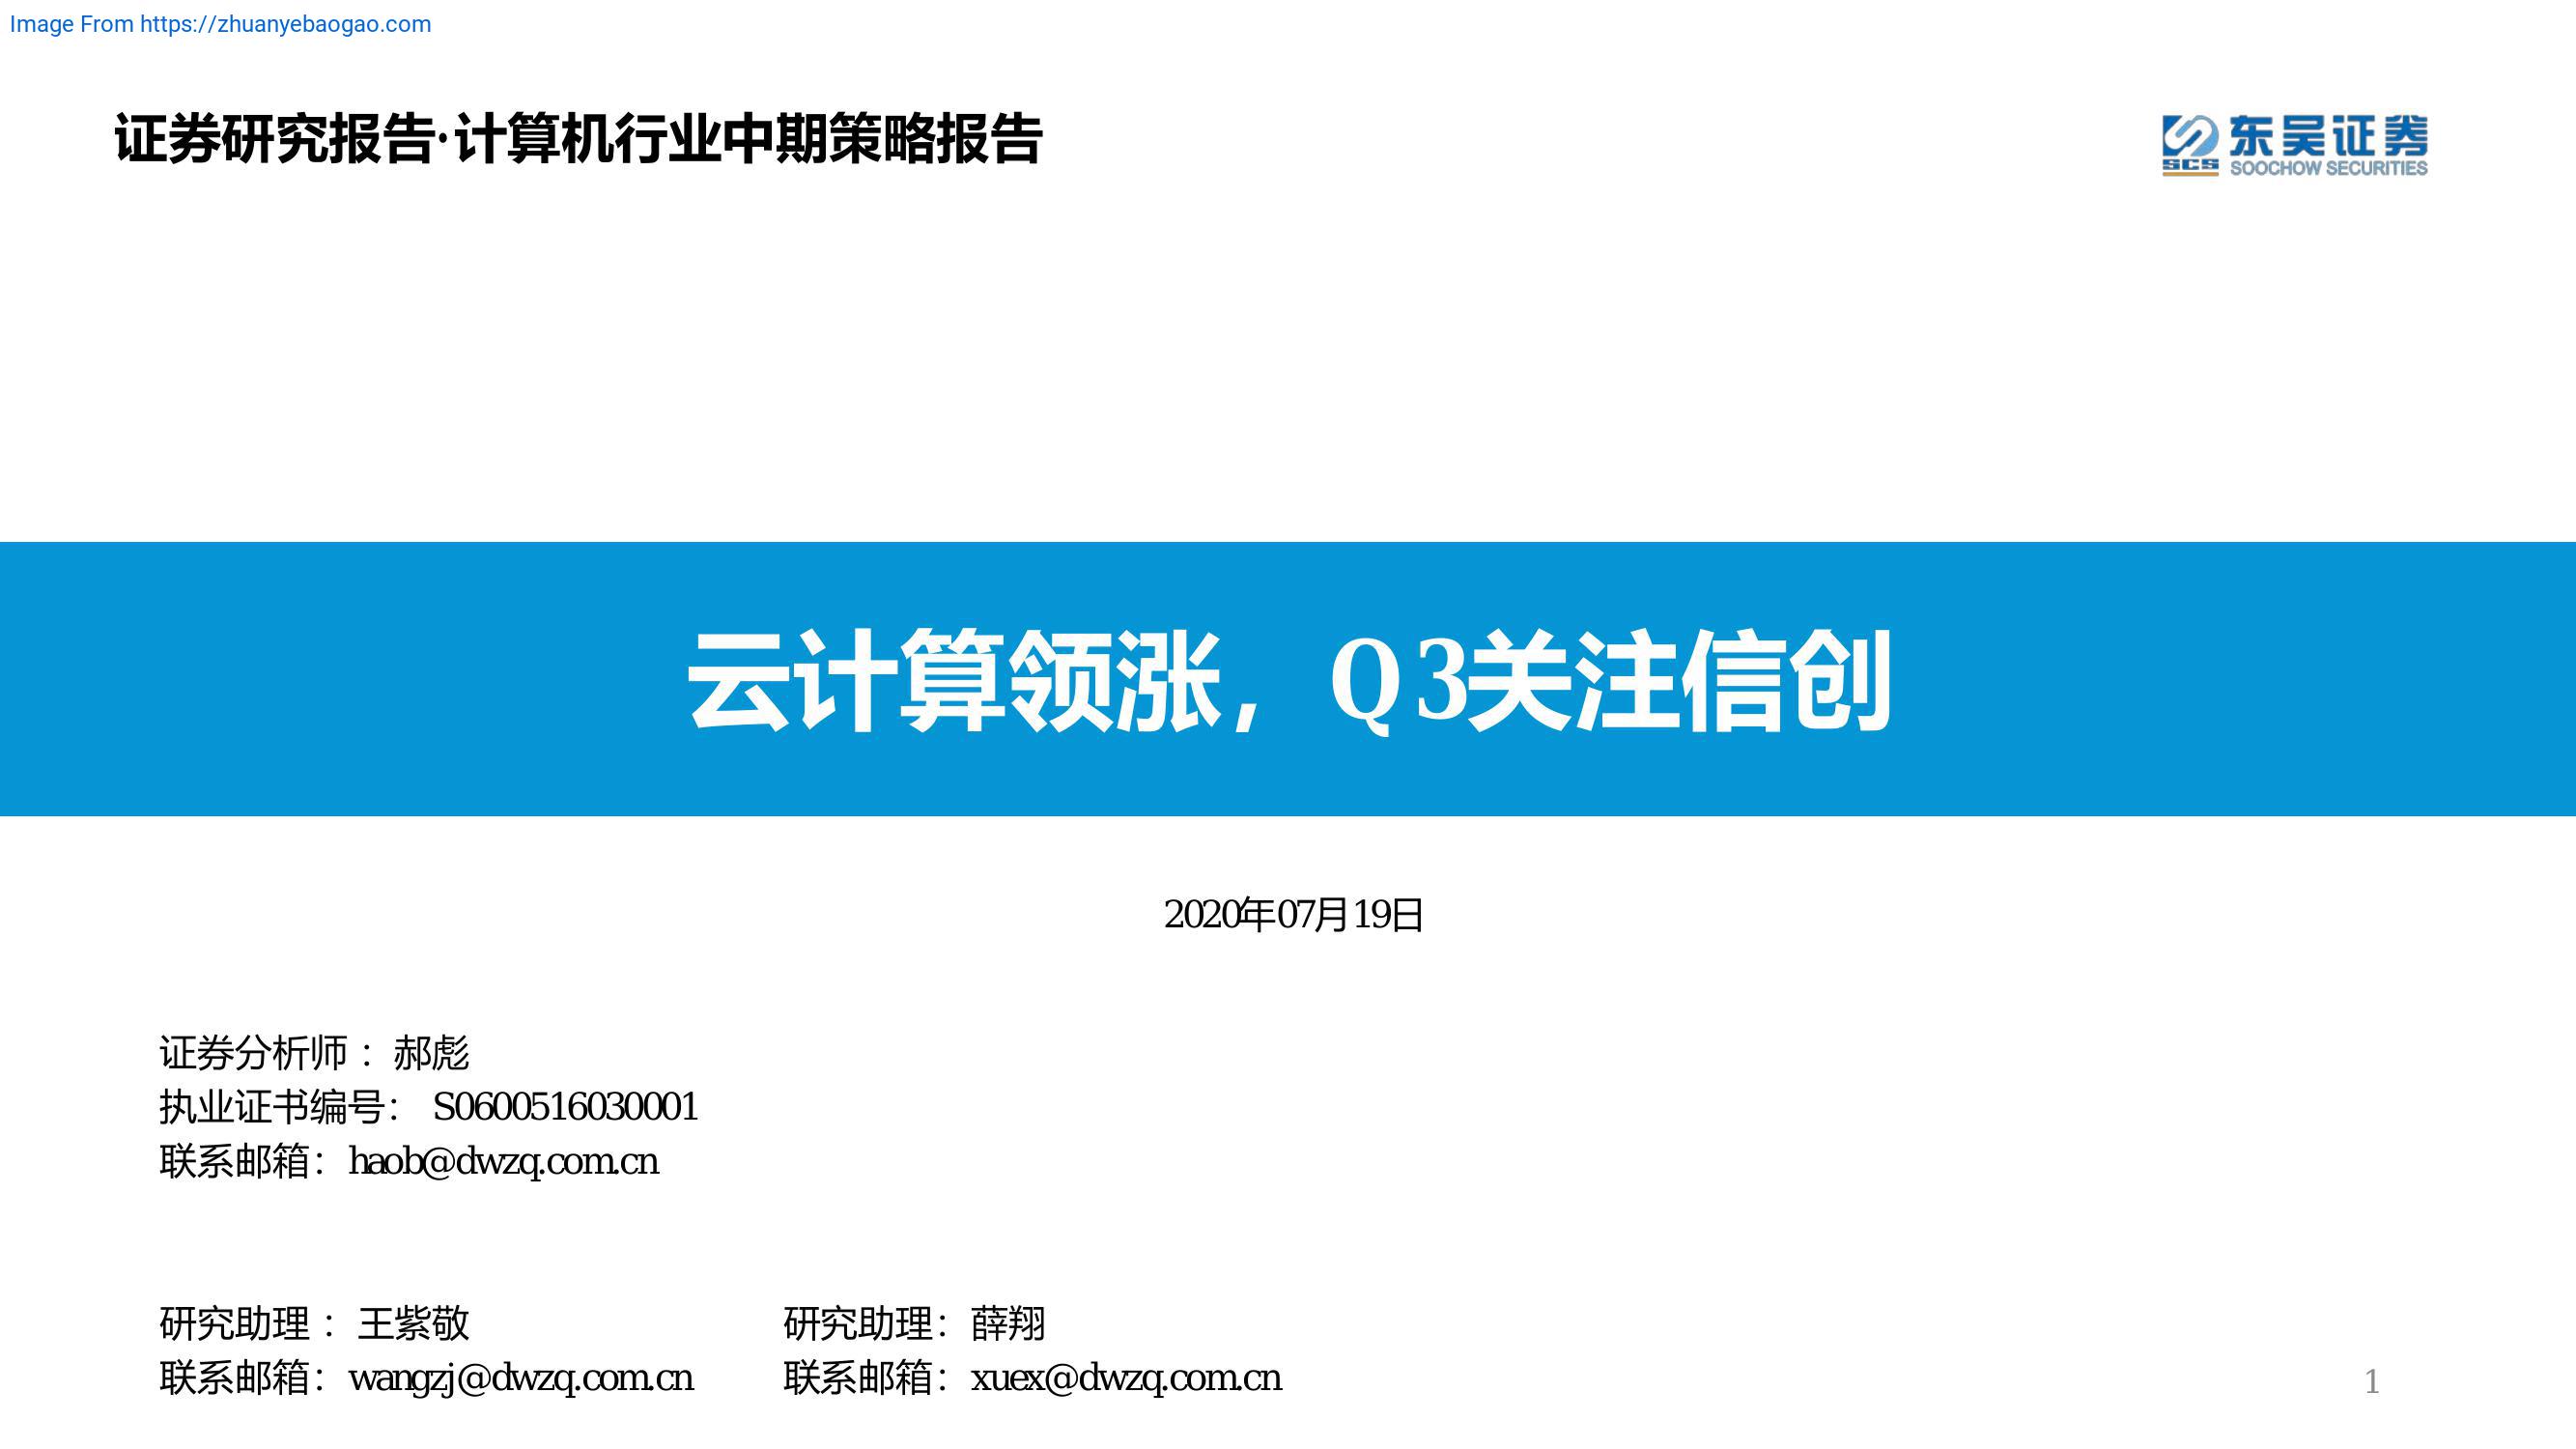 Image From https://zhuanyebaogao.com
证券研究报告·计算机行业中期策略报告
东吴证券
SCS SOOCHOW SECURITIES
云计算领涨，Q3关注信创
2020年07月19日
证券分析师：郝彪
执业证书编号： S0600516030001
联系邮箱：haob@dwzq.com.cn
研究助理：王紫敬
联系邮箱：wangzj@dwzq.com.cn
研究助理：薛翔
联系邮箱：xuex@dwzq.com.cn
1